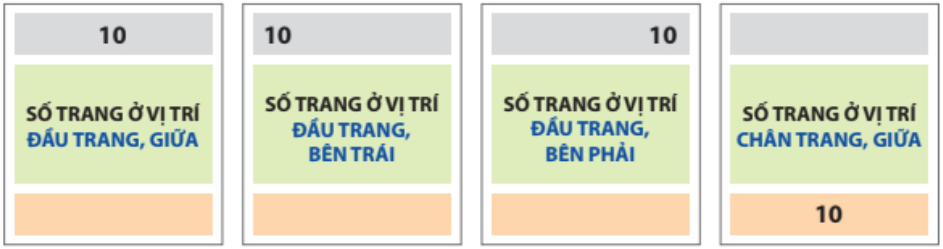 10
SỐ TRANG Ở VỊ TRÍ
ĐẦU TRANG, GIỮA
10
SỐ TRANG Ở VỊ TRÍ
ĐẦU TRANG,
BÊN TRÁI
10
SỐ TRANG Ở VỊ TRÍ
ĐẦU TRANG,
BÊN PHẢI
SỐ TRANG Ở VỊ TRÍ
CHÂN TRANG, GIỮA
10